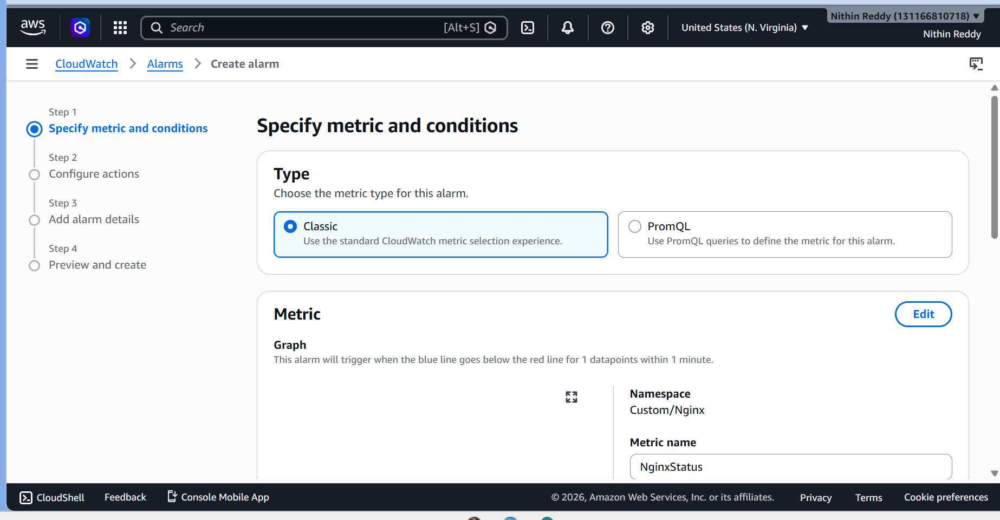 aws
Search
[Alt+S]
United States (N. Virginia)
Nithin Reddy (131166810718)
Nithin Reddy
CloudWatch
Alarms
Create alarm
Step 1
Specify metric and conditions
Step 2
Configure actions
Step 3
Add alarm details
Step 4
Preview and create
Specify metric and conditions
Type
Choose the metric type for this alarm.
Classic
Use the standard CloudWatch metric selection experience.
PromQL
Use PromQL queries to define the metric for this alarm.
Metric
Edit
Graph
This alarm will trigger when the blue line goes below the red line for 1 datapoints within 1 minute.
Namespace
Custom/Nginx
Metric name
NginxStatus
CloudShell
Feedback
Console Mobile App
© 2026, Amazon Web Services, Inc. or its affiliates.
Privacy
Terms
Cookie preferences